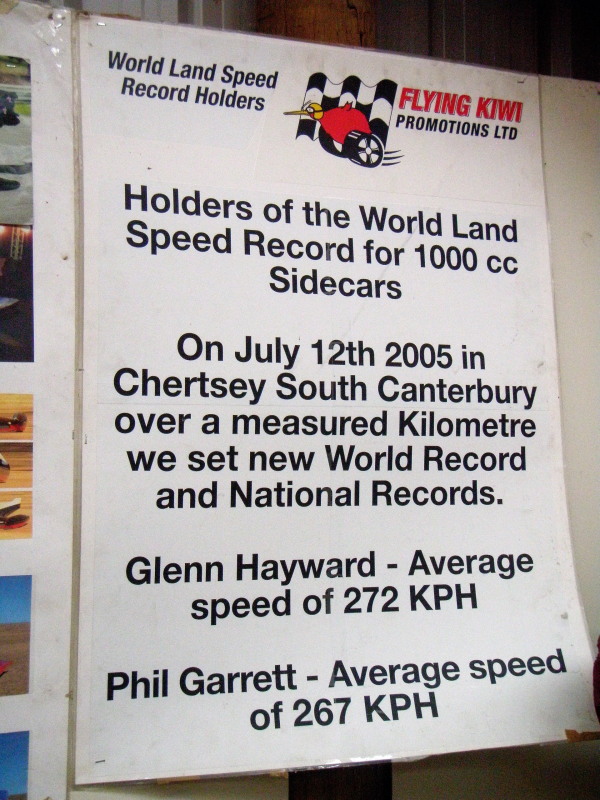 World Land Speed
Record Holders
FLYING KIWI
PROMOTIONS LTD
Holders of the World Land
Speed Record for 1000 cc
Sidecars
On July 12th 2005 in
Chertsey South Canterbury
over a measured Kilometre
we set new World Record
and National Records.
Glenn Hayward - Average
speed of 272 KPH
Phil Garrett - Average speed
of 267 KPH